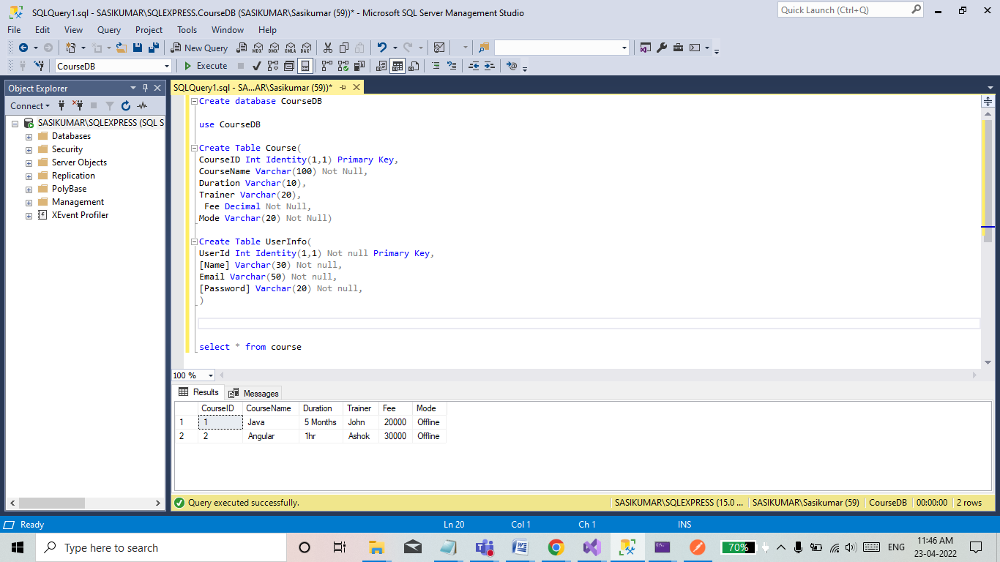 SQLQuery1.sql - SASIKUMAR\SQLEXPRESS.CourseDB (SASIKUMAR\Sasikumar (59))* - Microsoft SQL Server Management Studio
Quick Launch (Ctrl+Q)
File Edit View Query Project Tools Window Help
New Query MDX DMX XMLA DAX
CourseDB Execute
Object Explorer
SQLQuery1.sql - SA...AR\Sasikumar (59))*
Connect
SASIKUMAR\SQLEXPRESS (SQL S
Databases
Security
Server Objects
Replication
PolyBase
Management
XEvent Profiler
Create database CourseDB
use CourseDB
Create Table Course(
CourseID Int Identity(1,1) Primary Key,
CourseName Varchar(100) Not Null,
Duration Varchar(10),
Trainer Varchar(20),
Fee Decimal Not Null,
Mode Varchar(20) Not Null)
Create Table UserInfo(
UserId Int Identity(1,1) Not null Primary Key,
[Name] Varchar(30) Not null,
Email Varchar(50) Not null,
[Password] Varchar(20) Not null,
)
select * from course
100 %
Results Messages
CourseID CourseName Duration Trainer Fee Mode
1 1 Java 5 Months John 20000 Offline
2 2 Angular 1hr Ashok 30000 Offline
Query executed successfully. SASIKUMAR\SQLEXPRESS (15.0 ... SASIKUMAR\Sasikumar (59) CourseDB 00:00:00 2 rows
Ready Ln 20 Col 1 Ch 1 INS
Type here to search
70%
ENG
11:46 AM
23-04-2022